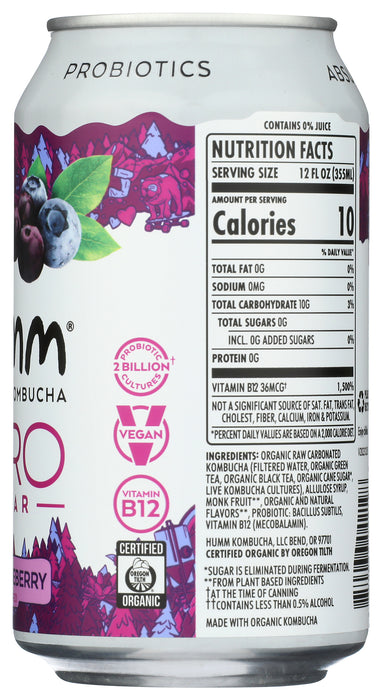 PROBIOTICS
ABS
CONTAINS 0% JUICE
NUTRITION FACTS
SERVING SIZE 12 FL OZ (355ML)
AMOUNT PER SERVING
Calories 10
% DAILY VALUE*
TOTAL FAT 0G 0%
SODIUM 0MG 0%
TOTAL CARBOHYDRATE 10G 3%
TOTAL SUGARS 0G
INCL. 0G ADDED SUGARS 0%
PROTEIN 0G
VITAMIN B12 36MCG† 1,500%
NOT A SIGNIFICANT SOURCE OF SAT. FAT, TRANS FAT,
CHOLEST, FIBER, CALCIUM, IRON & POTASSIUM.
*PERCENT DAILY VALUES ARE BASED ON A 2,000 CALORIE DIET.
INGREDIENTS: ORGANIC RAW CARBONATED
KOMBUCHA (FILTERED WATER, ORGANIC GREEN
TEA, ORGANIC BLACK TEA, ORGANIC CANE SUGAR*,
LIVE KOMBUCHA CULTURES), ALLULOSE SYRUP,
MONK FRUIT**, ORGANIC AND NATURAL
FLAVORS**, PROBIOTIC: BACILLUS SUBTILIS,
VITAMIN B12 (MECOBALAMIN).
HUMM KOMBUCHA, LLC BEND, OR 97701
CERTIFIED ORGANIC BY OREGON TILTH
*SUGAR IS ELIMINATED DURING FERMENTATION.
**FROM PLANT BASED INGREDIENTS
†AT THE TIME OF CANNING
††CONTAINS LESS THAN 0.5% ALCOHOL
MADE WITH ORGANIC KOMBUCHA
mm®
KOMBUCHA
RO
AR
EBERRY
PROBIOTIC
2 BILLION†
CULTURES
V
VEGAN
VITAMIN
B12
CERTIFIED
OREGON
TILTH
ORGANIC